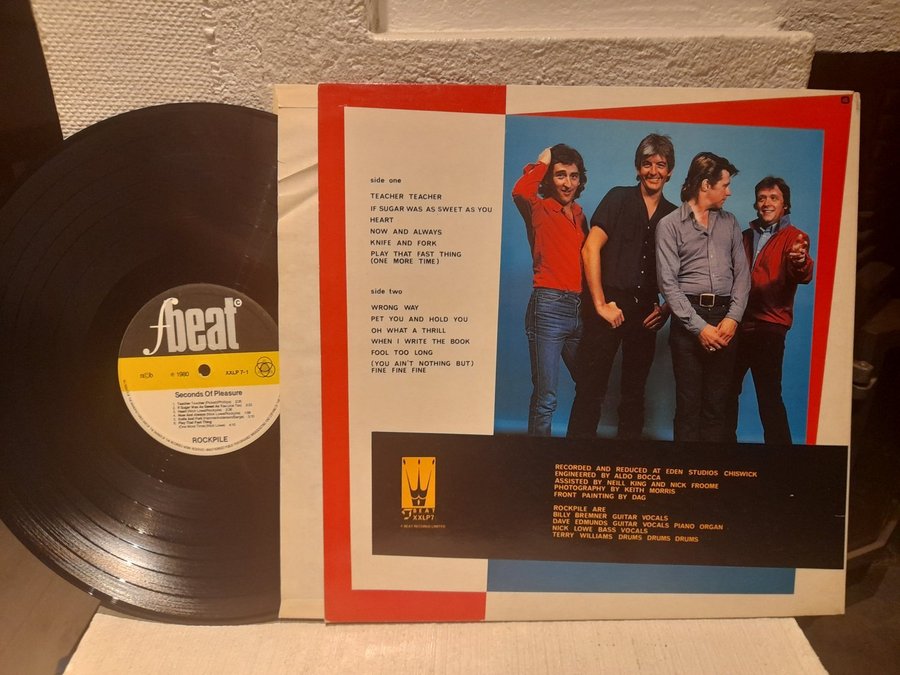 fbeat
℗ 1980
XXLP 7-1
Seconds Of Pleasure
ROCKPILE
side one
TEACHER TEACHER
IF SUGAR WAS AS SWEET AS YOU
HEART
NOW AND ALWAYS
KNIFE AND FORK
PLAY THAT FAST THING
(ONE MORE TIME)
side two
WRONG WAY
PET YOU AND HOLD YOU
OH WHAT A THRILL
WHEN I WRITE THE BOOK
FOOL TOO LONG
(YOU AIN'T NOTHING BUT)
FINE FINE FINE
F BEAT
XXLP7
F BEAT RECORDS LIMITED
RECORDED AND REDUCED AT EDEN STUDIOS CHISWICK
ENGINEERED BY ALDO BOCCA
ASSISTED BY NEILL KING AND NICK FROOME
PHOTOGRAPHY BY KEITH MORRIS
FRONT PAINTING BY DAG
ROCKPILE ARE
BILLY BREMNER GUITAR VOCALS
DAVE EDMUNDS GUITAR VOCALS PIANO ORGAN
NICK LOWE BASS VOCALS
TERRY WILLIAMS DRUMS DRUMS DRUMS